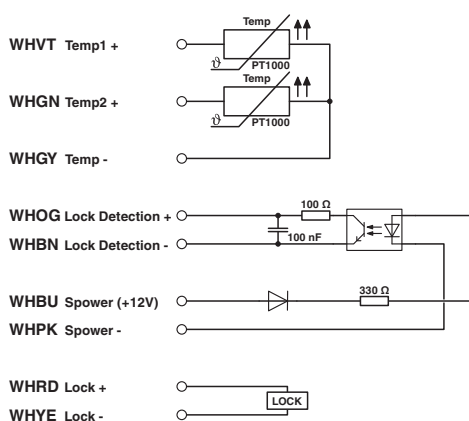 Temp
WHVT Temp1 +
ϑ PT1000
Temp
WHGN Temp2 +
ϑ PT1000
WHGY Temp -
100 Ω
WHOG Lock Detection +
100 nF
WHBN Lock Detection -
330 Ω
WHBU Spower (+12V)
WHPK Spower -
WHRD Lock +
LOCK
WHYE Lock -